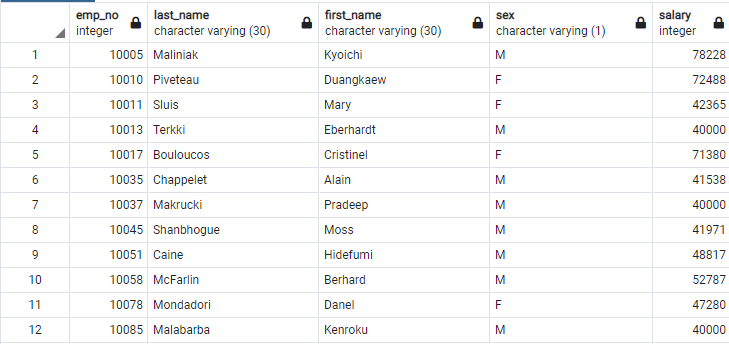 emp_no last_name first_name sex salary
integer character varying (30) character varying (30) character varying (1) integer
1 10005 Maliniak Kyoichi M 78228
2 10010 Piveteau Duangkaew F 72488
3 10011 Sluis Mary F 42365
4 10013 Terkki Eberhardt M 40000
5 10017 Bouloucos Cristinel F 71380
6 10035 Chappelet Alain M 41538
7 10037 Makrucki Pradeep M 40000
8 10045 Shanbhogue Moss M 41971
9 10051 Caine Hidefumi M 48817
10 10058 McFarlin Berhard M 52787
11 10078 Mondadori Danel F 47280
12 10085 Malabarba Kenroku M 40000